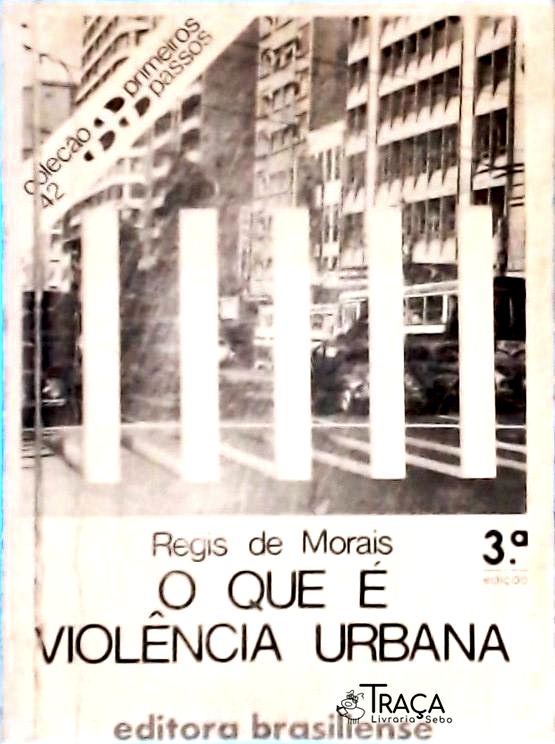 coleção primeiros
42 passos
Regis de Morais
3.ª
edição
O QUE É
VIOLÊNCIA URBANA
TRAÇA
Livraria Sebo
editora brasiliense